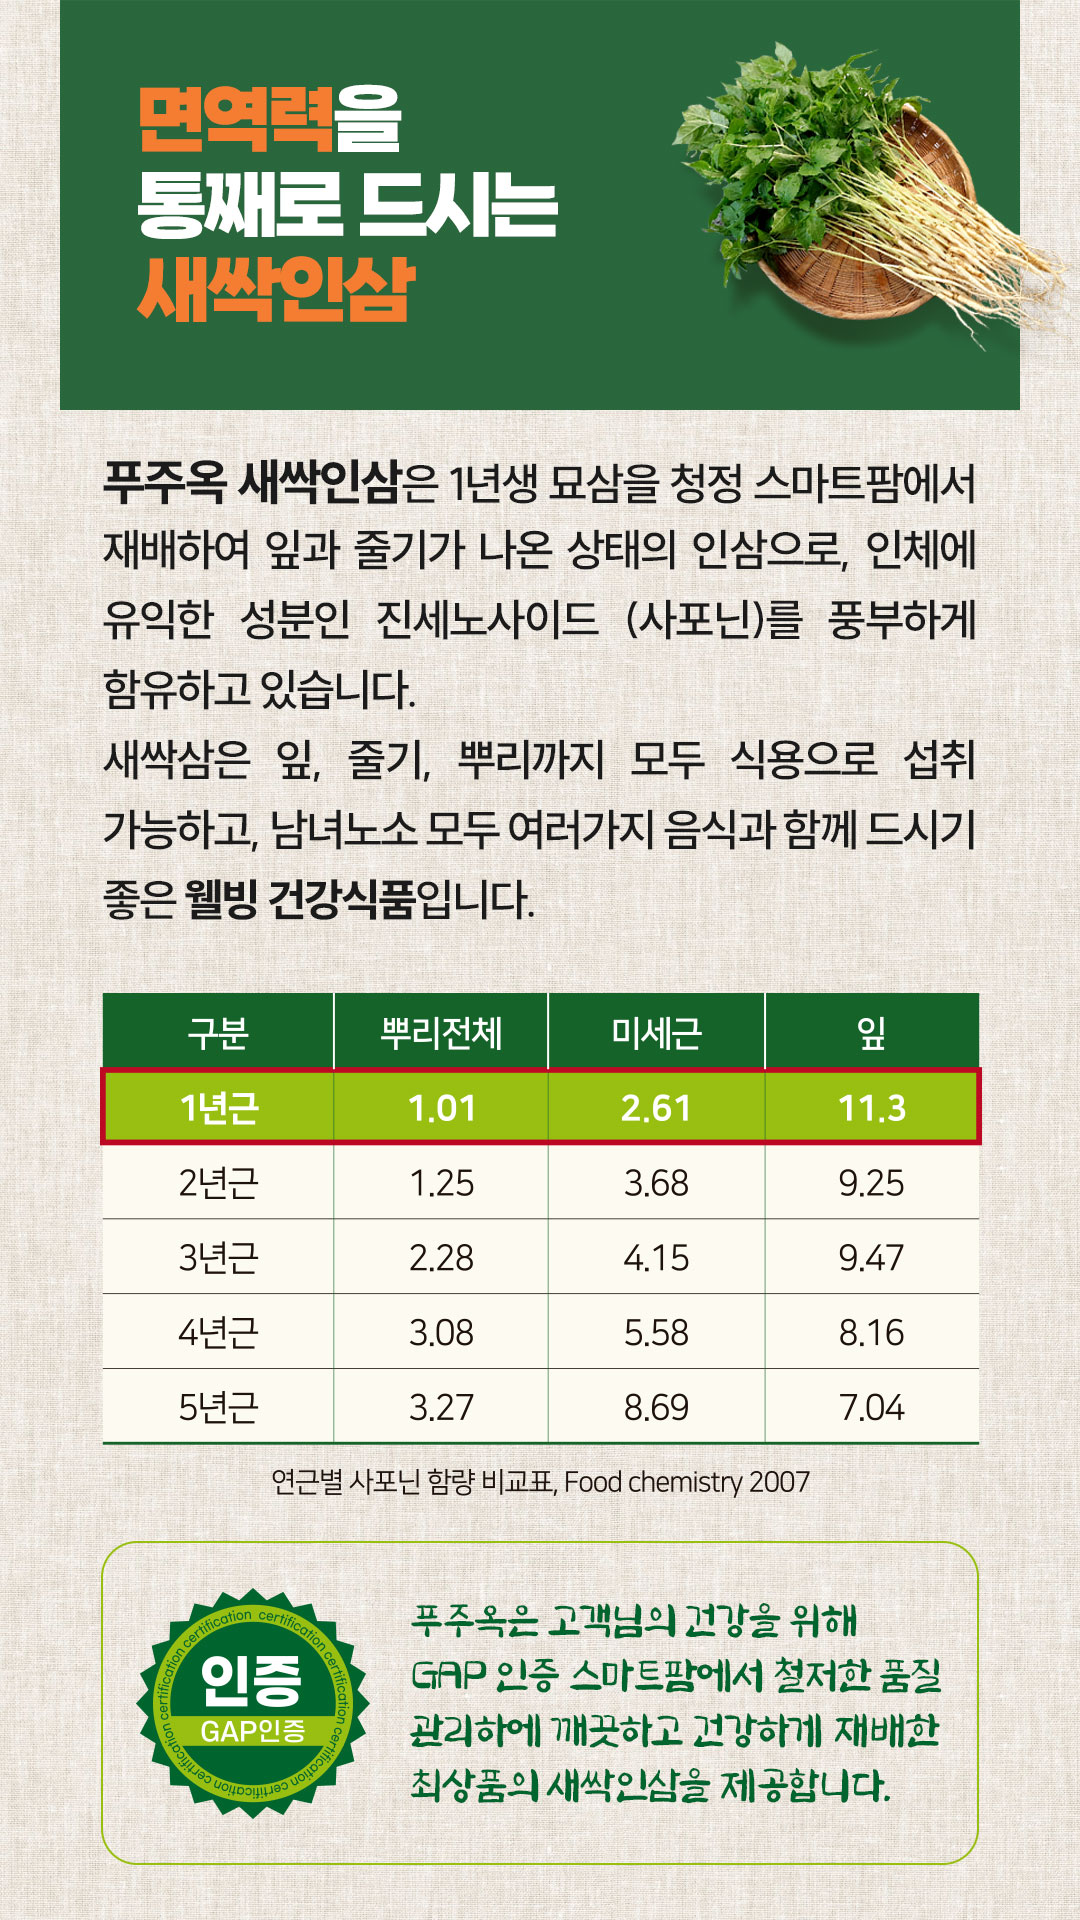 면역력을
통째로 드시는
새싹인삼
푸주옥 새싹인삼은 1년생 묘삼을 청정 스마트팜에서
재배하여 잎과 줄기가 나온 상태의 인삼으로, 인체에
유익한 성분인 진세노사이드 (사포닌)를 풍부하게
함유하고 있습니다.
새싹삼은 잎, 줄기, 뿌리까지 모두 식용으로 섭취
가능하고, 남녀노소 모두 여러가지 음식과 함께 드시기
좋은 웰빙 건강식품입니다.
구분 뿌리전체 미세근 잎
1년근 1.01 2.61 11.3
2년근 1.25 3.68 9.25
3년근 2.28 4.15 9.47
4년근 3.08 5.58 8.16
5년근 3.27 8.69 7.04
연근별 사포닌 함량 비교표, Food chemistry 2007
certification certification certification certification certification certification
인증
GAP인증
푸주옥은 고객님의 건강을 위해
GAP 인증 스마트팜에서 철저한 품질
관리하에 깨끗하고 건강하게 재배한
최상품의 새싹인삼을 제공합니다.